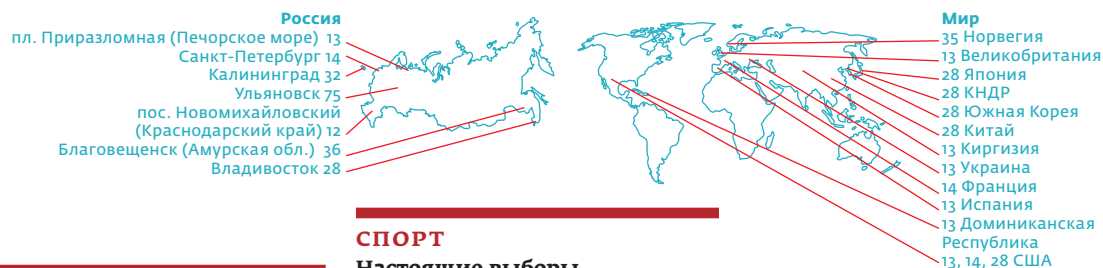 Россия
пл. Приразломная (Печорское море) 13
Санкт-Петербург 14
Калининград 32
Ульяновск 75
пос. Новомихайловский
(Краснодарский край) 12
Благовещенск (Амурская обл.) 36
Владивосток 28
Мир
35 Норвегия
13 Великобритания
28 Япония
28 КНДР
28 Южная Корея
28 Китай
13 Киргизия
13 Украина
14 Франция
13 Испания
13 Доминиканская
Республика
13, 14, 28 США
СПОРТ
Настоящие выборы